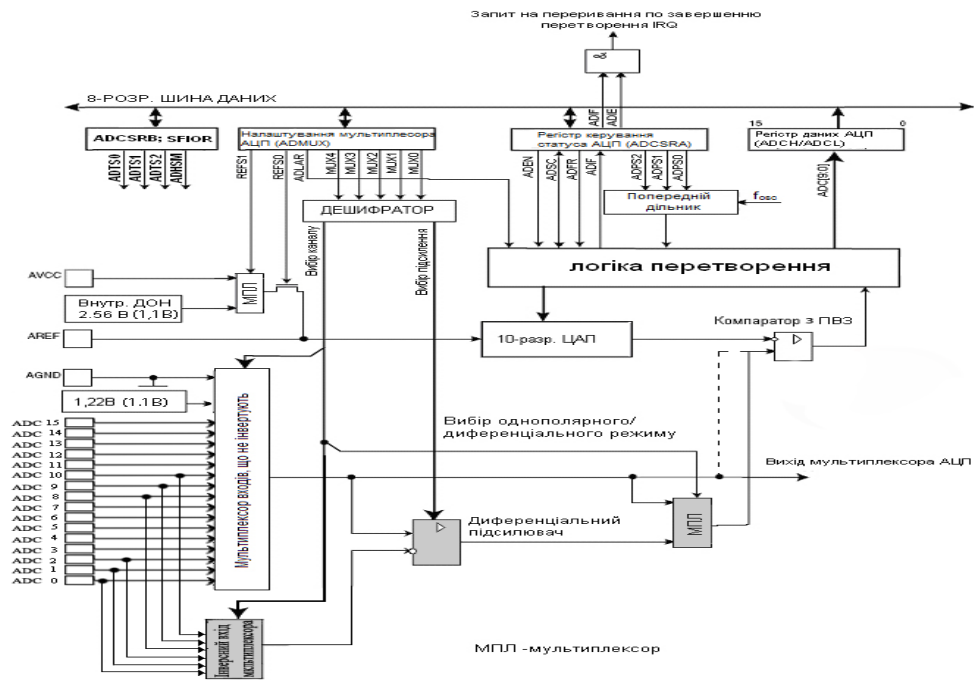 Запит на переривання по завершенню
перетворення IRQ
&
8-РОЗР. ШИНА ДАНИХ
ADIF
ADIE
15
0
ADCSRB; SFIOR
Налаштування мультиплесора
АЦП (ADMUX)
Регістр керування
статуса АЦП (ADCSRA)
Регістр даних АЦП
(ADCH/ADCL)
ADTS0
ADTS1
ADTS2
ADHSM
REFS1
REFS0
ADLAR
MUX4
MUX3
MUX2
MUX1
MUX0
ADEN
ADSC
ADFR
ADIF
ADPS2
ADPS1
ADPS0
ADC[9:0]
Попередній
дільник
ДЕШИФРАТОР
Вибір каналу
Вибір підсилення
логіка перетворення
AVCC
МПЛ
Внутр. ДОН
2.56 В (1,1В)
AREF
10-разр. ЦАП
Компаратор з ПВЗ
AGND
1,22В (1.1В)
Мультиплексор входів, що не інвертують
Вибір однополярного/
диференціального режиму
ADC 15
ADC 14
ADC 13
ADC 12
ADC 11
ADC 10
ADC 9
ADC 8
ADC 7
ADC 6
ADC 5
ADC 4
ADC 3
ADC 2
ADC 1
ADC 0
Вихід мультиплексора АЦП
МПЛ
Диференціальний
підсилювач
Інверсний вхід
мкльтиплексора
МПЛ -мультиплексор